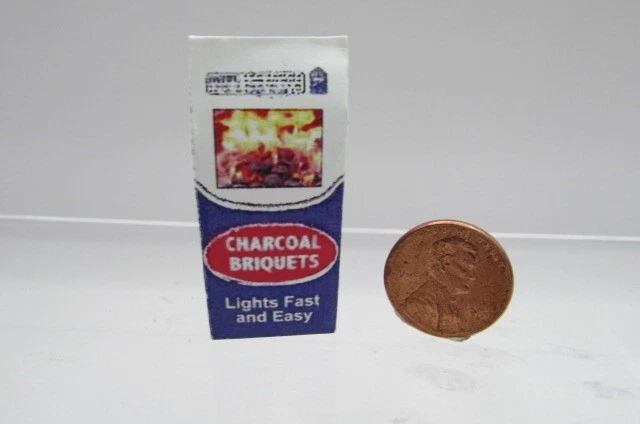 CHARCOAL
BRIQUETS
Lights Fast
and Easy